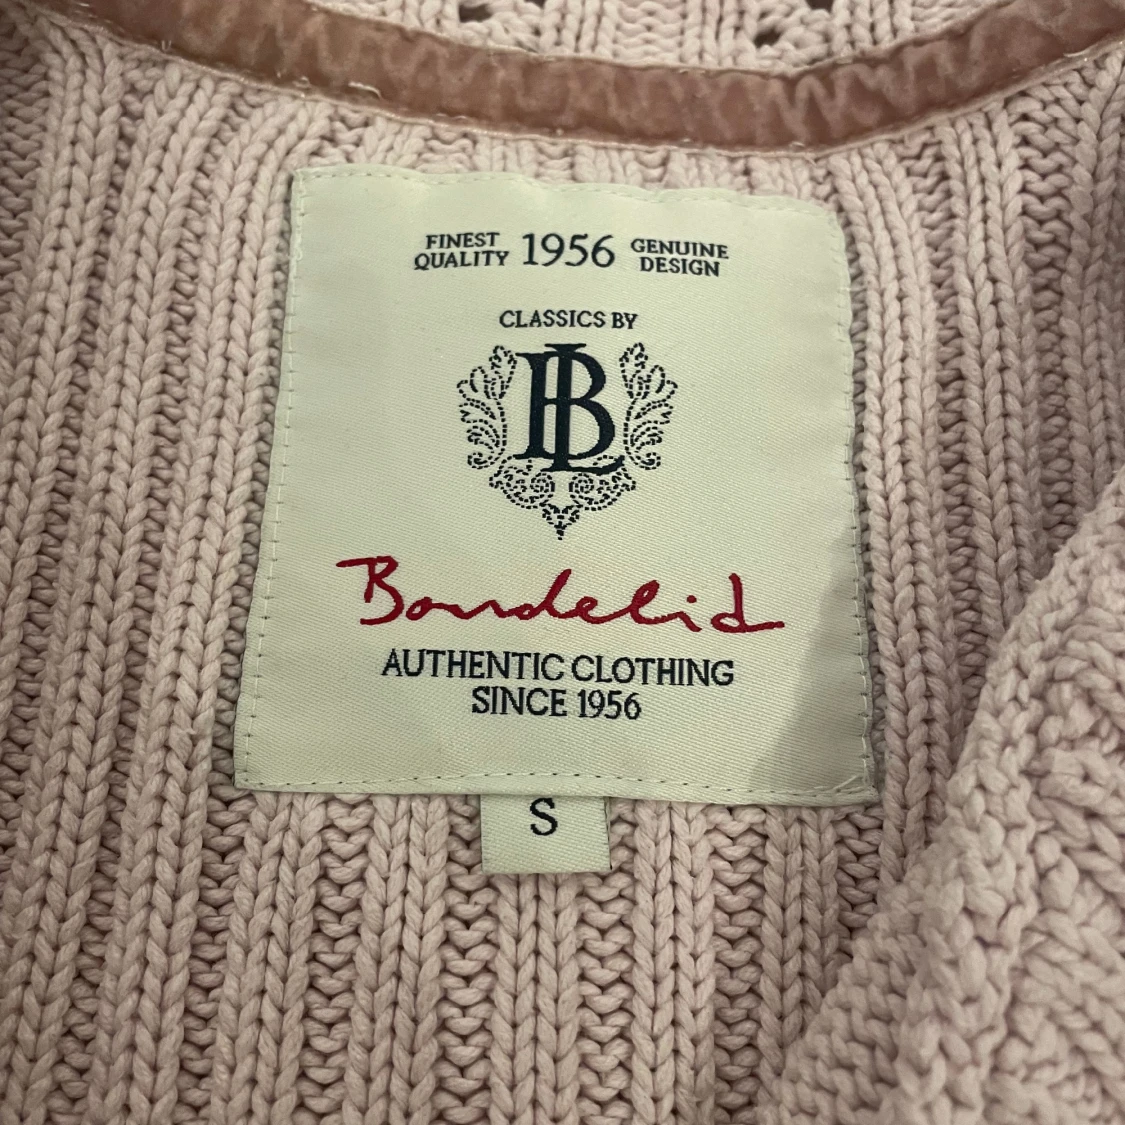 FINEST QUALITY 1956 GENUINE DESIGN
CLASSICS BY
BL
Bondelid
AUTHENTIC CLOTHING
SINCE 1956
S